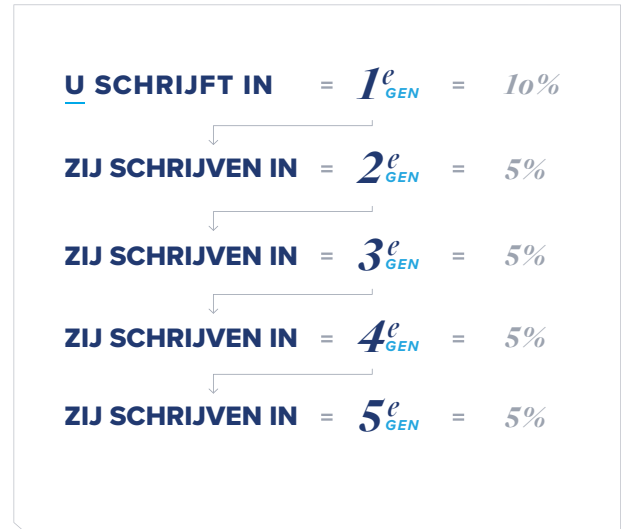 U SCHRIJFT IN = 1e GEN = 10%
ZIJ SCHRIJVEN IN = 2e GEN = 5%
ZIJ SCHRIJVEN IN = 3e GEN = 5%
ZIJ SCHRIJVEN IN = 4e GEN = 5%
ZIJ SCHRIJVEN IN = 5e GEN = 5%